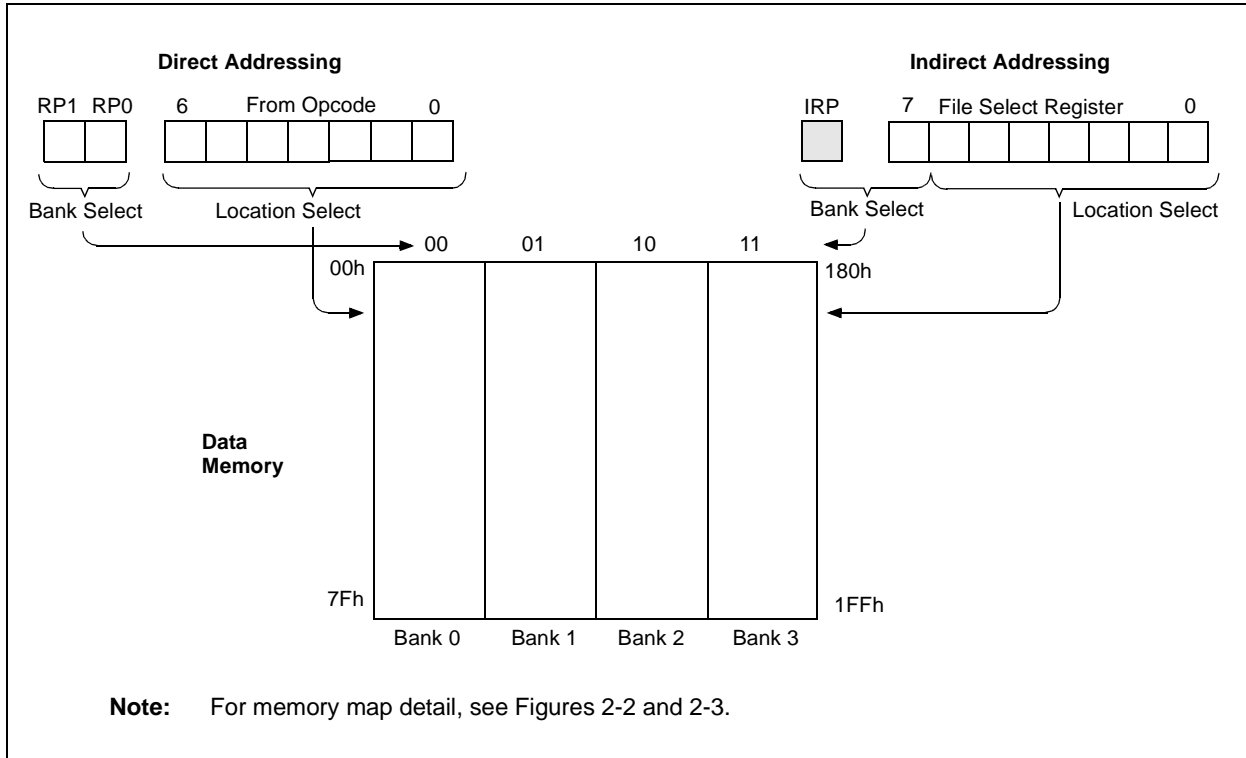 Direct Addressing
Indirect Addressing
RP1 RP0 6 From Opcode 0
IRP 7 File Select Register 0
Bank Select Location Select
Bank Select Location Select
00 01 10 11
00h 180h
Data
Memory
7Fh 1FFh
Bank 0 Bank 1 Bank 2 Bank 3
Note: For memory map detail, see Figures 2-2 and 2-3.